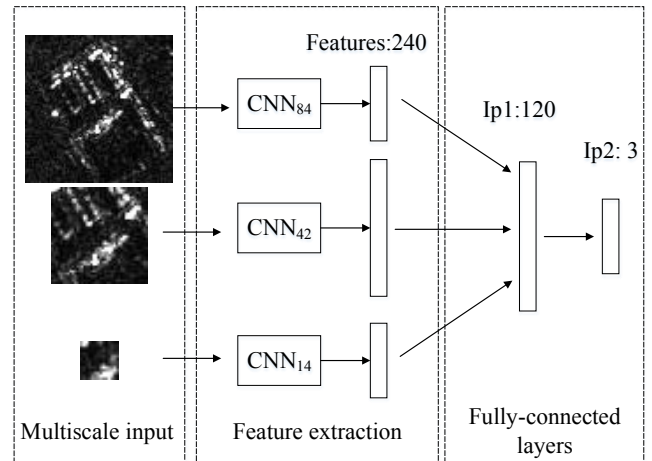 Features:240
CNN84
Ip1:120
Ip2: 3
CNN42
CNN14
Multiscale input
Feature extraction
Fully-connected
layers